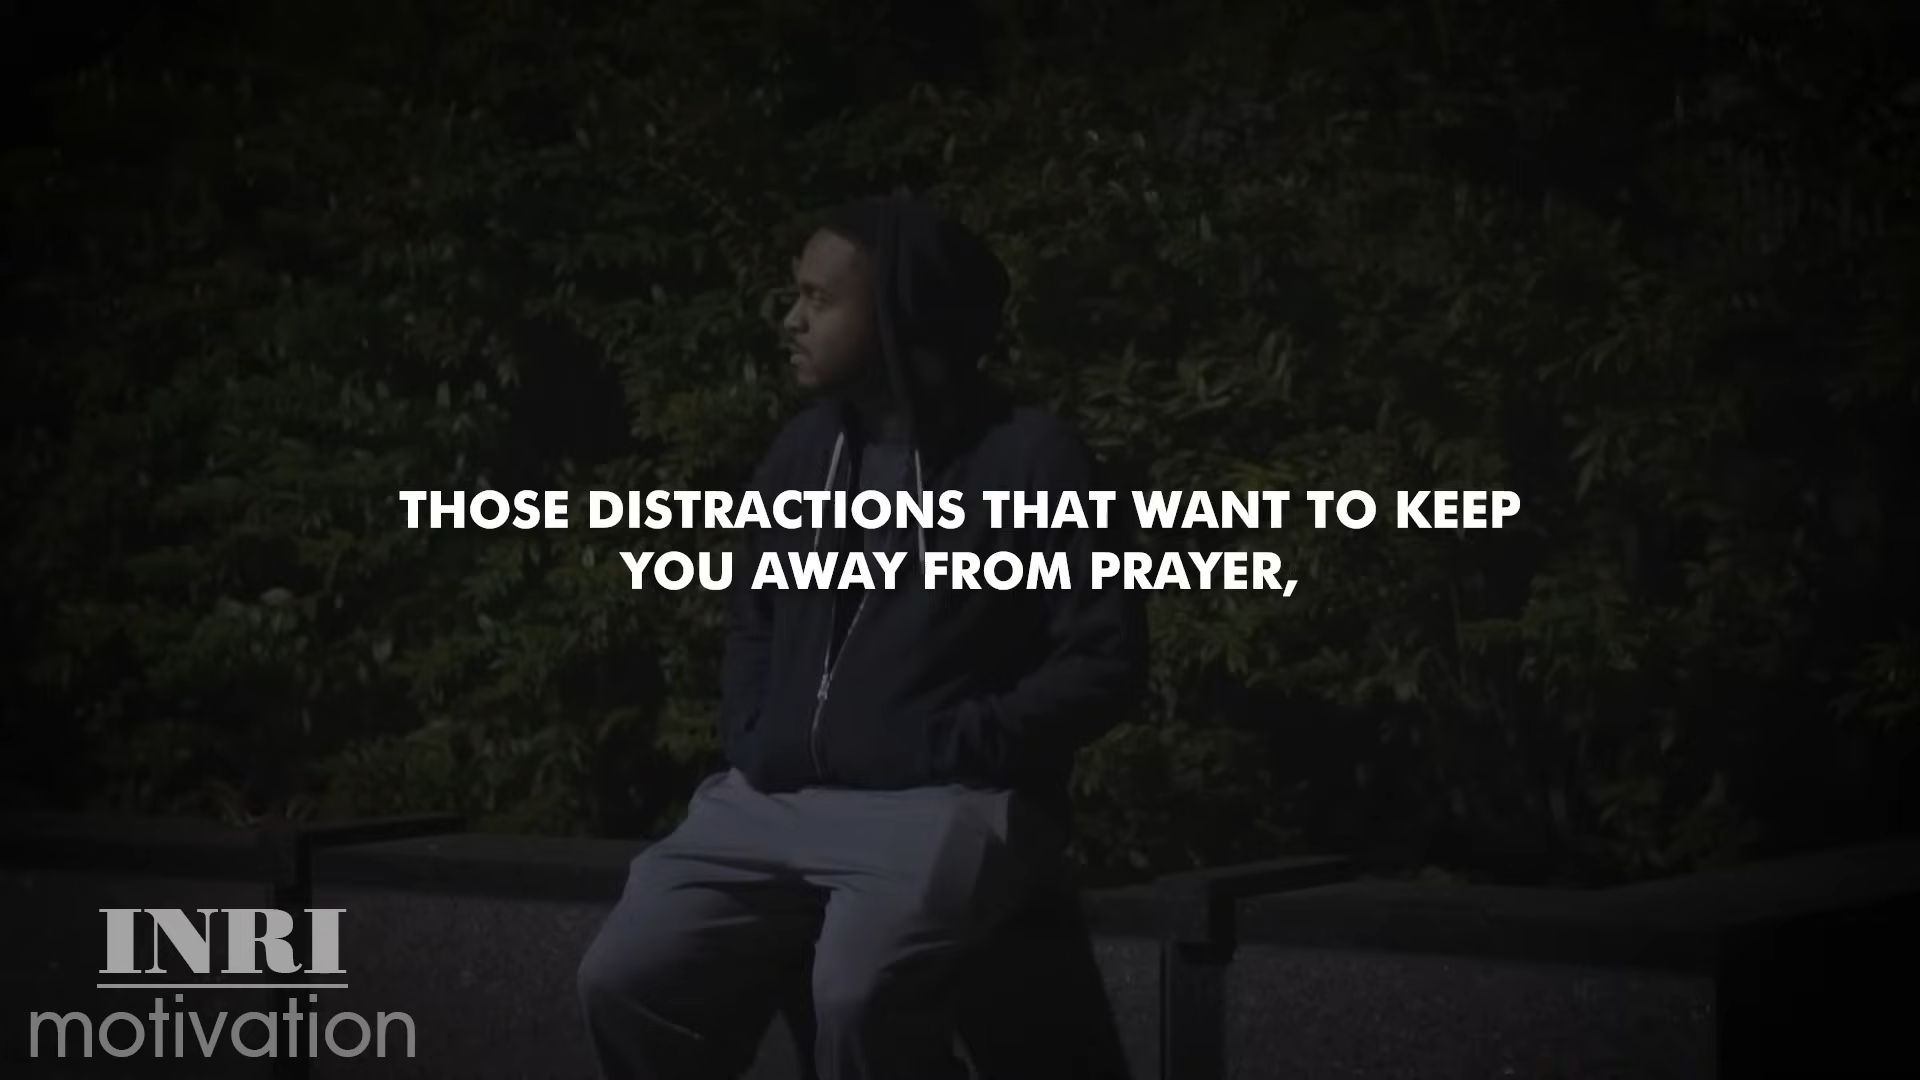 THOSE DISTRACTIONS THAT WANT TO KEEP
YOU AWAY FROM PRAYER,
INRI
motivation